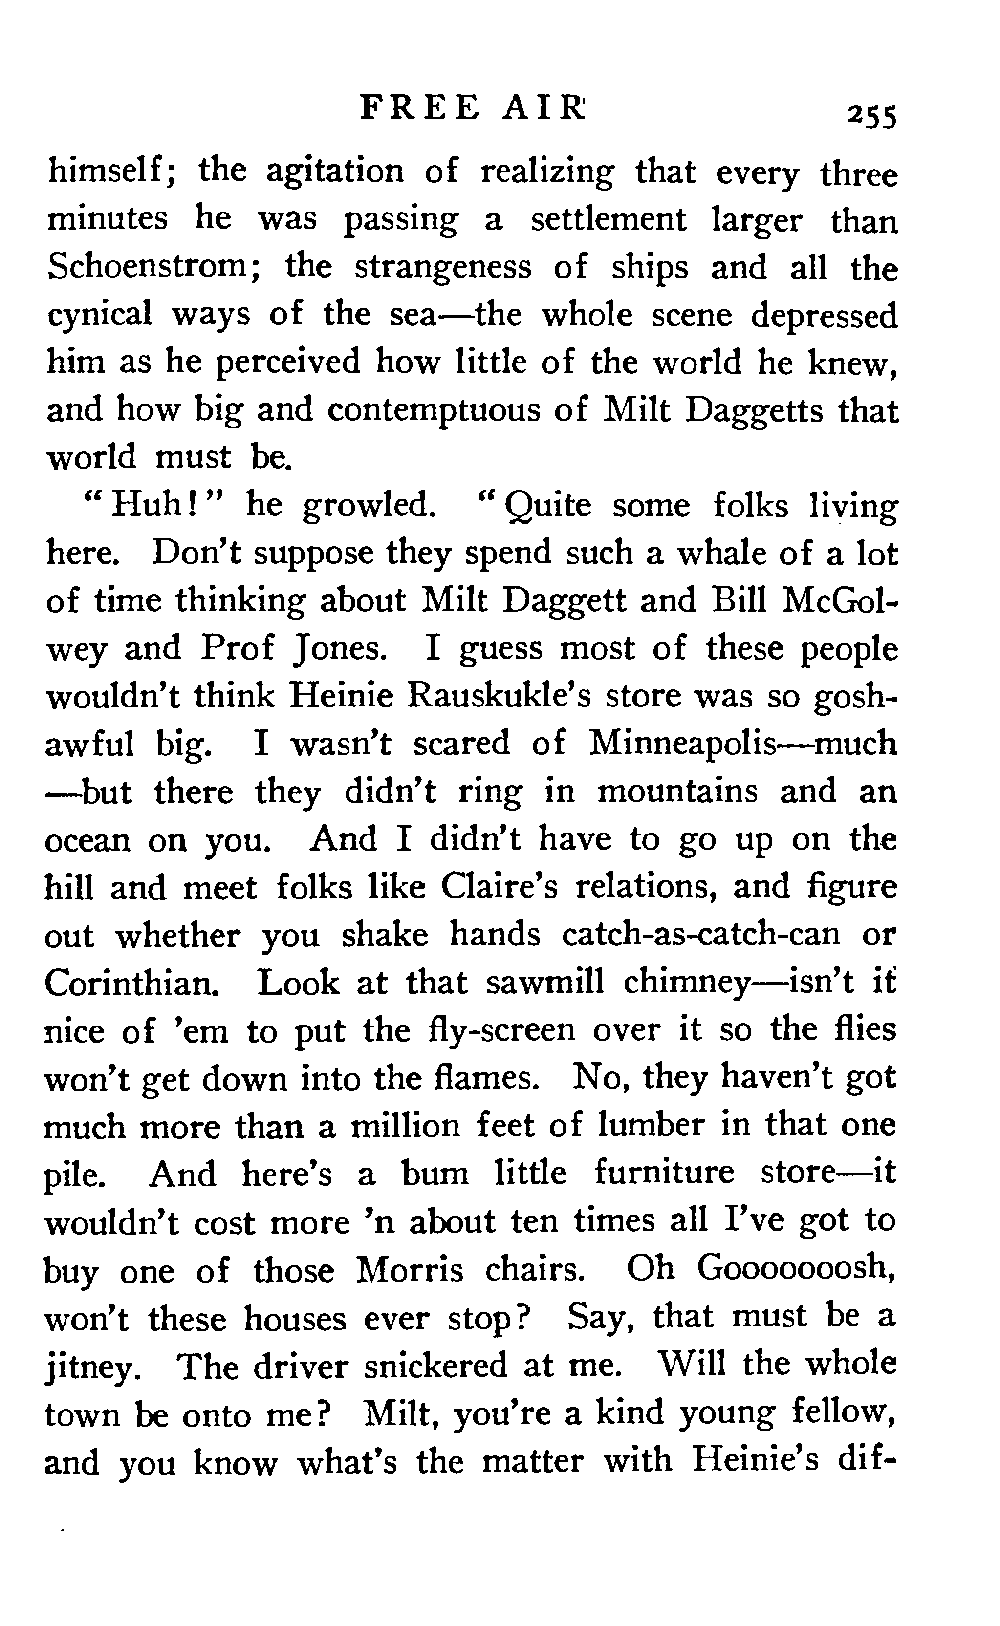 FREE AIR 255
himself; the agitation of realizing that every three
minutes he was passing a settlement larger than
Schoenstrom; the strangeness of ships and all the
cynical ways of the sea—the whole scene depressed
him as he perceived how little of the world he knew,
and how big and contemptuous of Milt Daggetts that
world must be.
"Huh!" he growled. "Quite some folks living
here. Don't suppose they spend such a whale of a lot
of time thinking about Milt Daggett and Bill McGol-
wey and Prof Jones. I guess most of these people
wouldn't think Heinie Rauskukle's store was so gosh-
awful big. I wasn't scared of Minneapolis—much
—but there they didn't ring in mountains and an
ocean on you. And I didn't have to go up on the
hill and meet folks like Claire's relations, and figure
out whether you shake hands catch-as-catch-can or
Corinthian. Look at that sawmill chimney—isn't it
nice of 'em to put the fly-screen over it so the flies
won't get down into the flames. No, they haven't got
much more than a million feet of lumber in that one
pile. And here's a bum little furniture store—it
wouldn't cost more 'n about ten times all I've got to
buy one of those Morris chairs. Oh Gooooooosh,
won't these houses ever stop? Say, that must be a
jitney. The driver snickered at me. Will the whole
town be onto me? Milt, you're a kind young fellow,
and you know what's the matter with Heinie's dif-